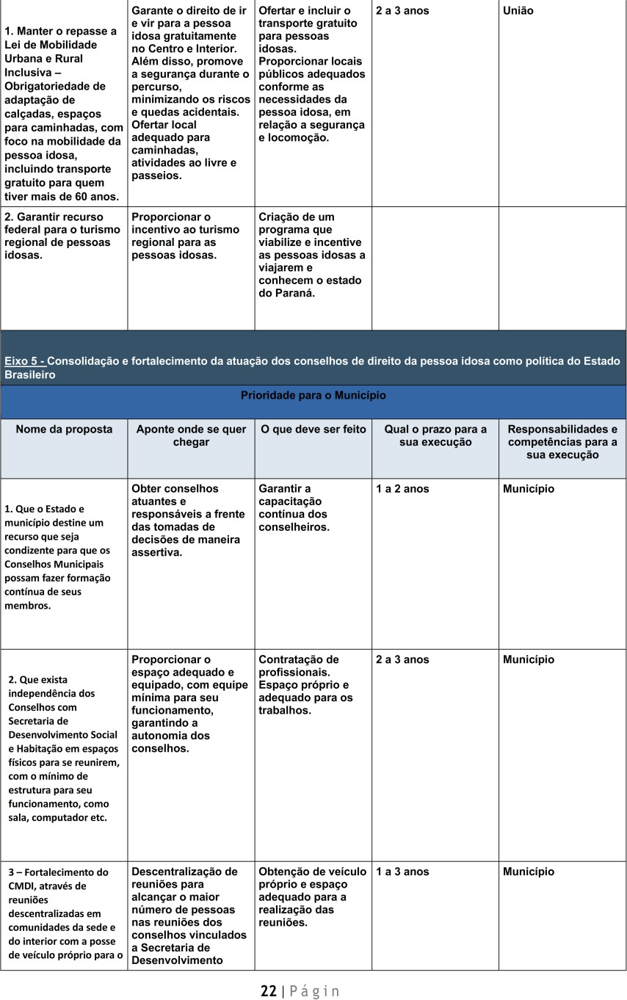 1. Manter o repasse a
Lei de Mobilidade
Urbana e Rural
Inclusiva –
Obrigatoriedade de
adaptação de
calçadas, espaços
para caminhadas, com
foco na mobilidade da
pessoa idosa,
incluindo transporte
gratuito para quem
tiver mais de 60 anos.
Garante o direito de ir
e vir para a pessoa
idosa gratuitamente
no Centro e Interior.
Além disso, promove
a segurança durante o
percurso,
minimizando os riscos
e quedas acidentais.
Ofertar local
adequado para
caminhadas,
atividades ao livre e
passeios.
Ofertar e incluir o
transporte gratuito
para pessoas
idosas.
Proporcionar locais
públicos adequados
conforme as
necessidades da
pessoa idosa, em
relação a segurança
e locomoção.
2 a 3 anos
União
2. Garantir recurso
federal para o turismo
regional de pessoas
idosas.
Proporcionar o
incentivo ao turismo
regional para as
pessoas idosas.
Criação de um
programa que
viabilize e incentive
as pessoas idosas a
viajarem e
conhecem o estado
do Paraná.
Eixo 5 - Consolidação e fortalecimento da atuação dos conselhos de direito da pessoa idosa como política do Estado
Brasileiro
Prioridade para o Município
Nome da proposta
Aponte onde se quer
chegar
O que deve ser feito
Qual o prazo para a
sua execução
Responsabilidades e
competências para a
sua execução
1. Que o Estado e
município destine um
recurso que seja
condizente para que os
Conselhos Municipais
possam fazer formação
contínua de seus
membros.
Obter conselhos
atuantes e
responsáveis a frente
das tomadas de
decisões de maneira
assertiva.
Garantir a
capacitação
contínua dos
conselheiros.
1 a 2 anos
Município
2. Que exista
independência dos
Conselhos com
Secretaria de
Desenvolvimento Social
e Habitação em espaços
físicos para se reunirem,
com o mínimo de
estrutura para seu
funcionamento, como
sala, computador etc.
Proporcionar o
espaço adequado e
equipado, com equipe
mínima para seu
funcionamento,
garantindo a
autonomia dos
conselhos.
Contratação de
profissionais.
Espaço próprio e
adequado para os
trabalhos.
2 a 3 anos
Município
3 – Fortalecimento do
CMDI, através de
reuniões
descentralizadas em
comunidades da sede e
do interior com a posse
de veículo próprio para o
Descentralização de
reuniões para
alcançar o maior
número de pessoas
nas reuniões dos
conselhos vinculados
a Secretaria de
Desenvolvimento
Obtenção de veículo
próprio e espaço
adequado para a
realização das
reuniões.
1 a 3 anos
Município
22 | Págin